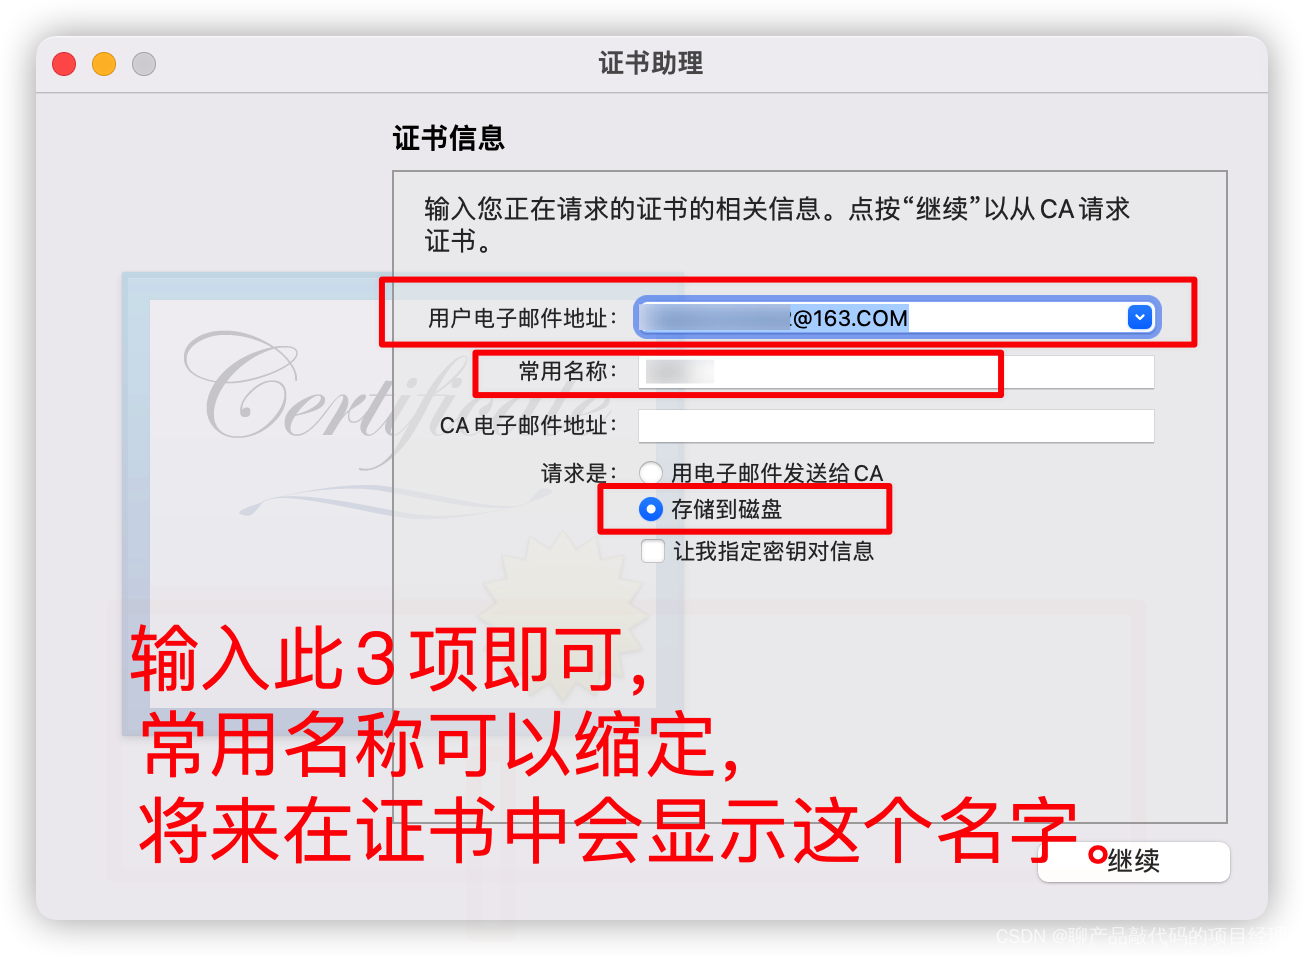 证书助理
证书信息
输入您正在请求的证书的相关信息。点按“继续”以从 CA 请求
证书。
用户电子邮件地址： @163.COM
常用名称：
Certificate
CA 电子邮件地址：
请求是： 用电子邮件发送给 CA
存储到磁盘
让我指定密钥对信息
输入此3项即可，
常用名称可以缩定，
将来在证书中会显示这个名字。
继续
CSDN @聊产品敲代码的项目经理